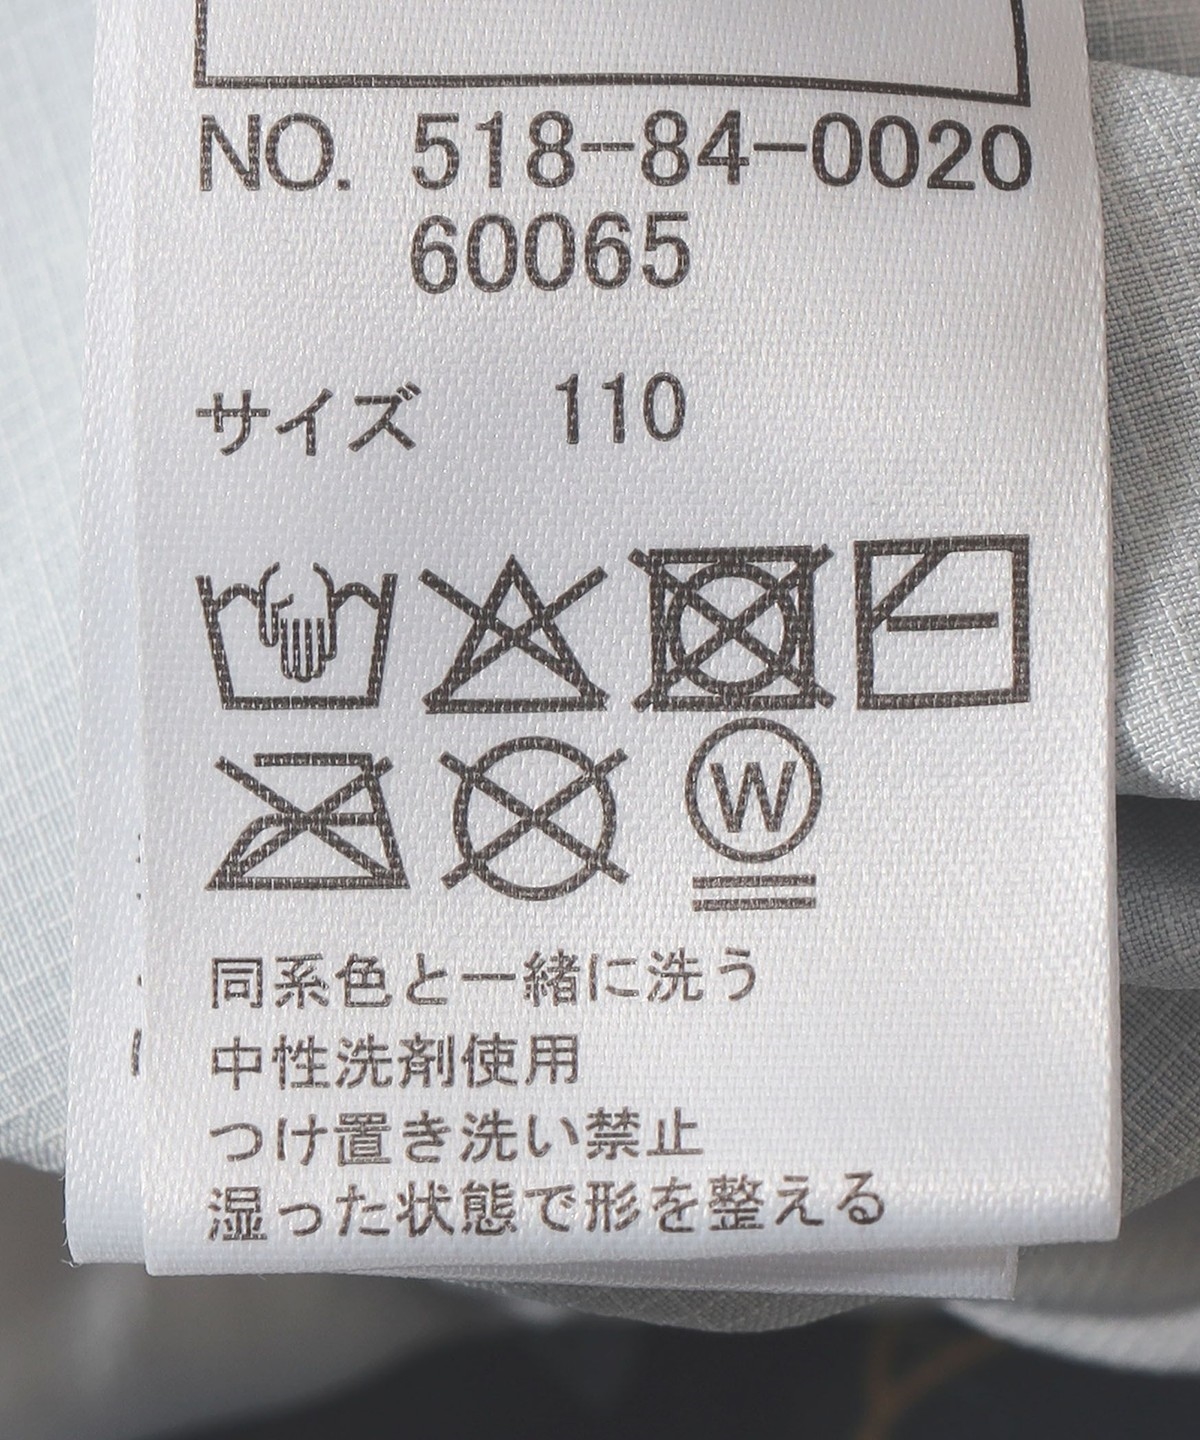 NO. 518-84-0020
60065
サイズ 110
W
同系色と一緒に洗う
中性洗剤使用
つけ置き洗い禁止
湿った状態で形を整える